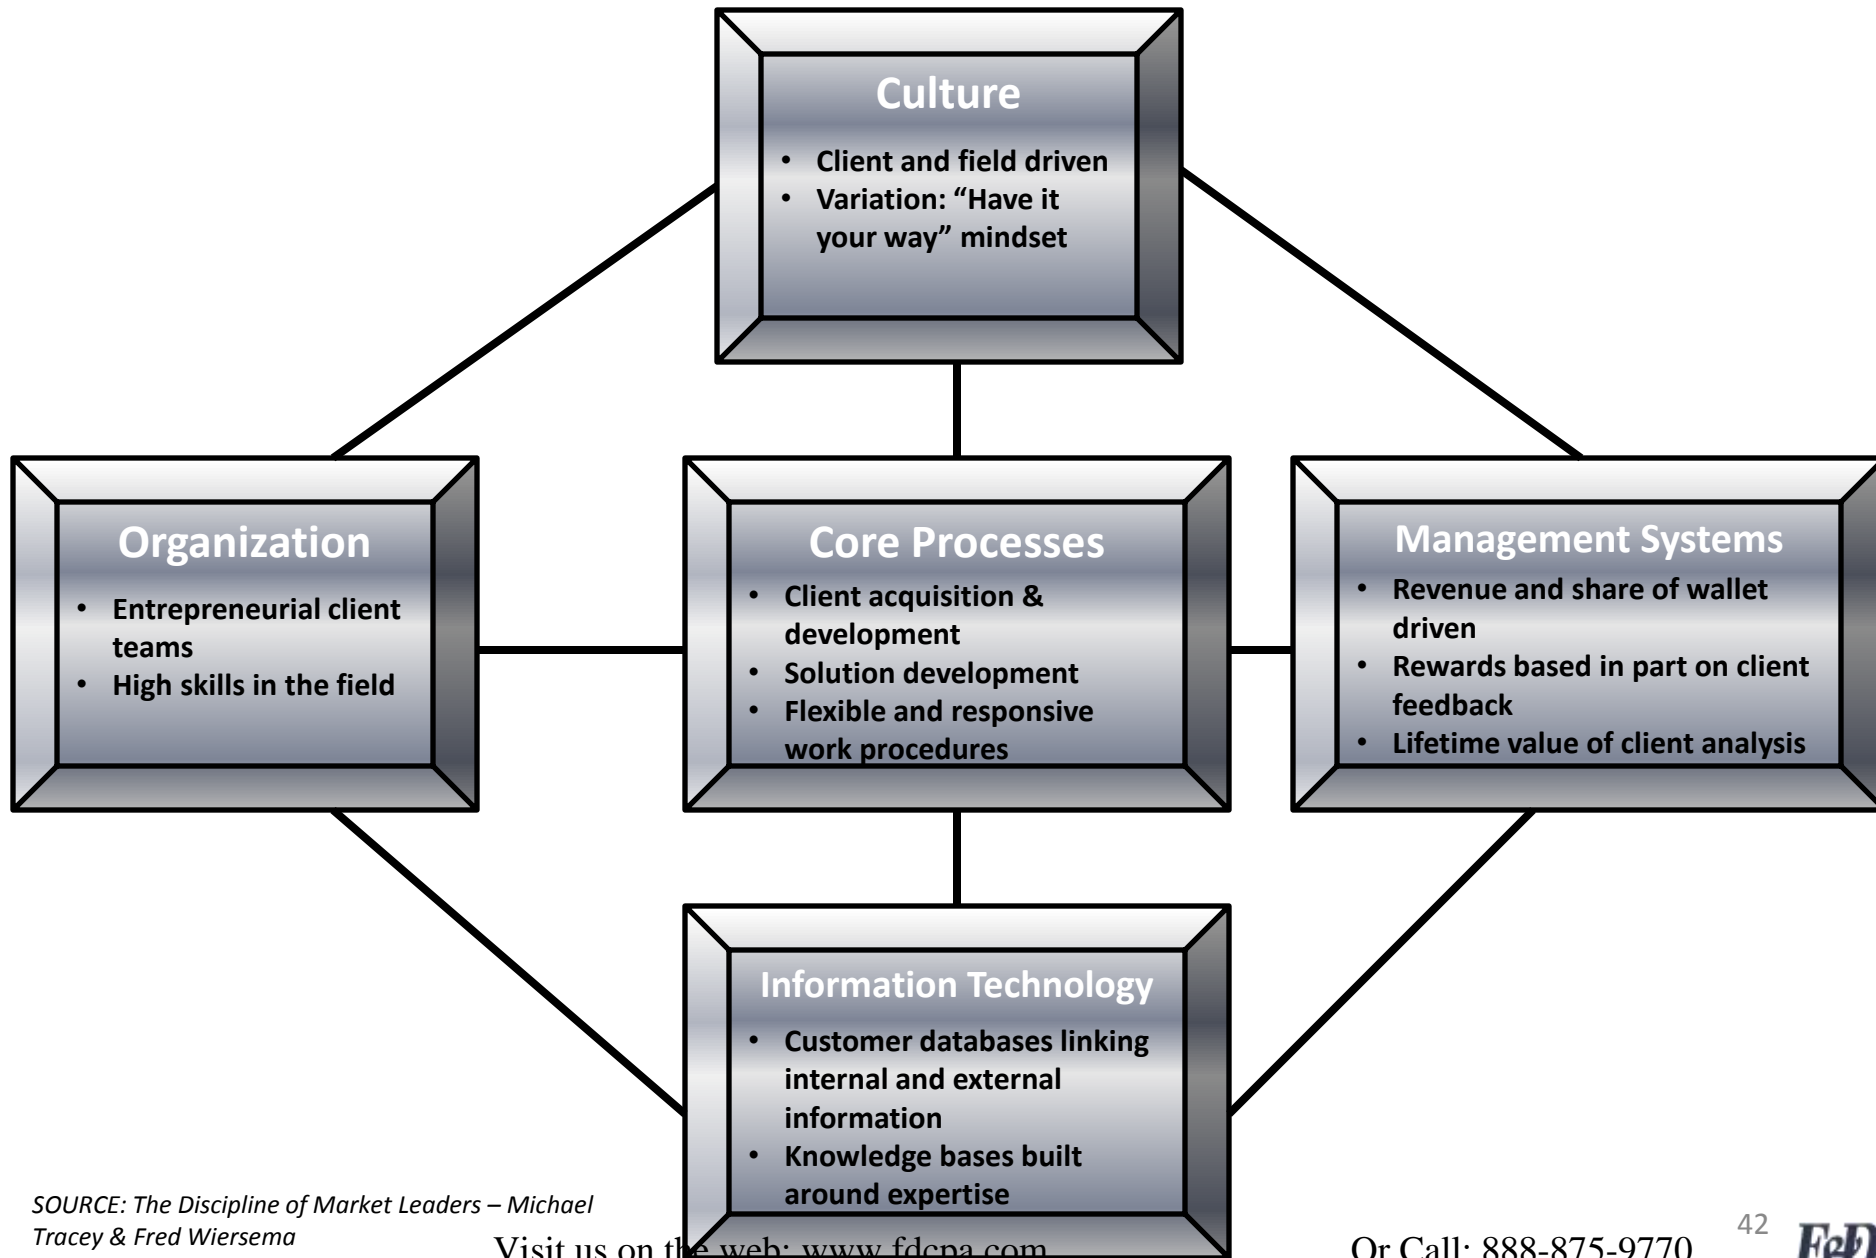 Culture
• Client and field driven
• Variation: “Have it
your way” mindset
Organization
• Entrepreneurial client
teams
• High skills in the field
Core Processes
• Client acquisition &
development
• Solution development
• Flexible and responsive
work procedures
Management Systems
• Revenue and share of wallet
driven
• Rewards based in part on client
feedback
• Lifetime value of client analysis
Information Technology
• Customer databases linking
internal and external
information
• Knowledge bases built
around expertise
SOURCE: The Discipline of Market Leaders – Michael
Tracey & Fred Wiersema
Visit us on the web: www.fdcpa.com
Or Call: 888-875-9770
42
F&D